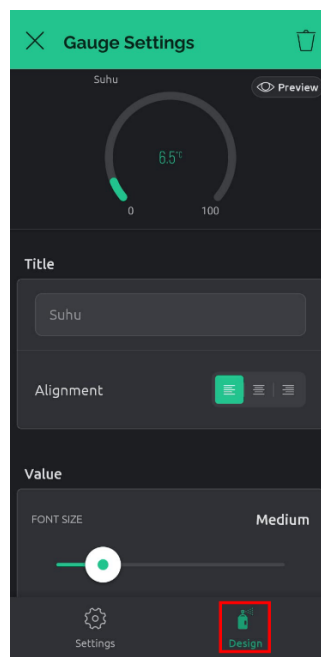 Gauge Settings
Suhu
Preview
6.5°C
0 100
Title
Suhu
Alignment
Value
FONT SIZE Medium
Settings Design